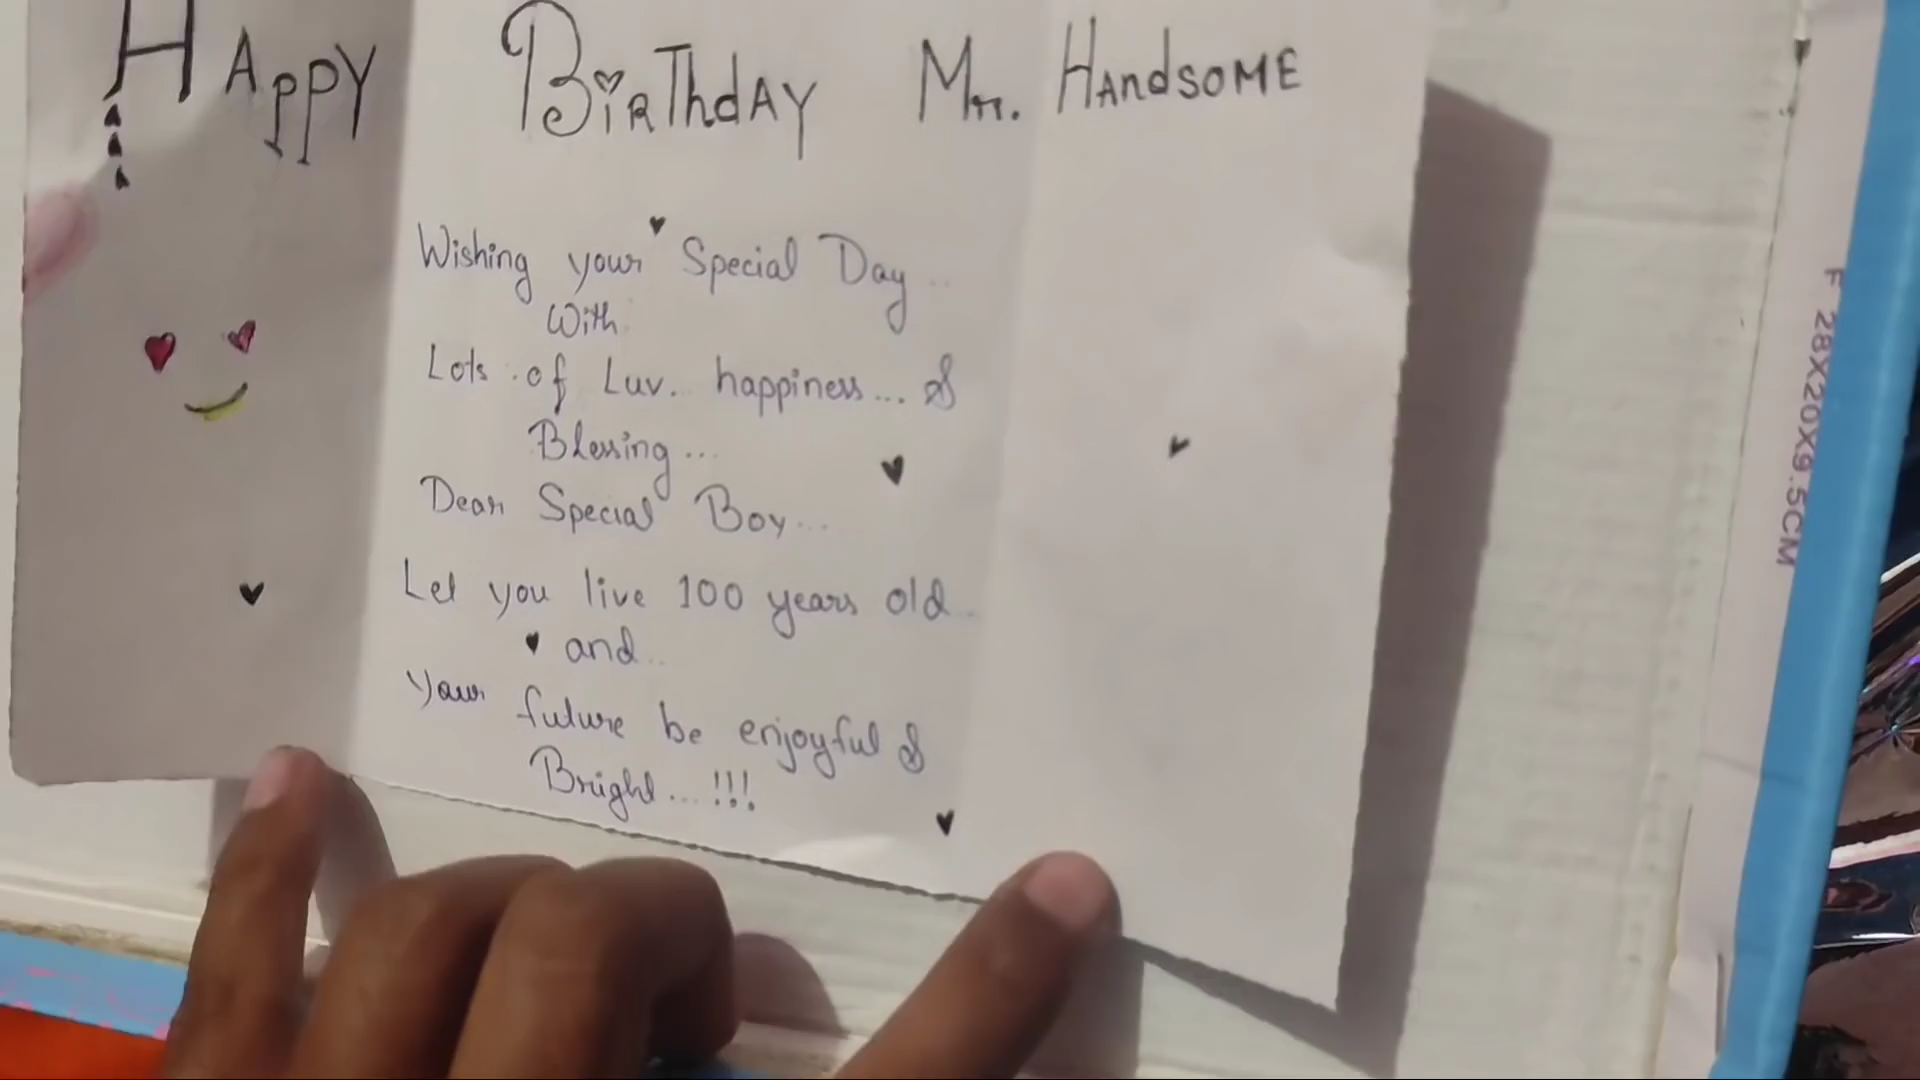 HAPPY BiRThdAY Mr. HAndsOME
Wishing your Special Day..
With
Lots of Luv. happiness... &
Blessing...
Dear Special Boy...
Let you live 100 years old..
and..
Your future be enjoyful &
Bright... !!!
F 28X20X9.5CM